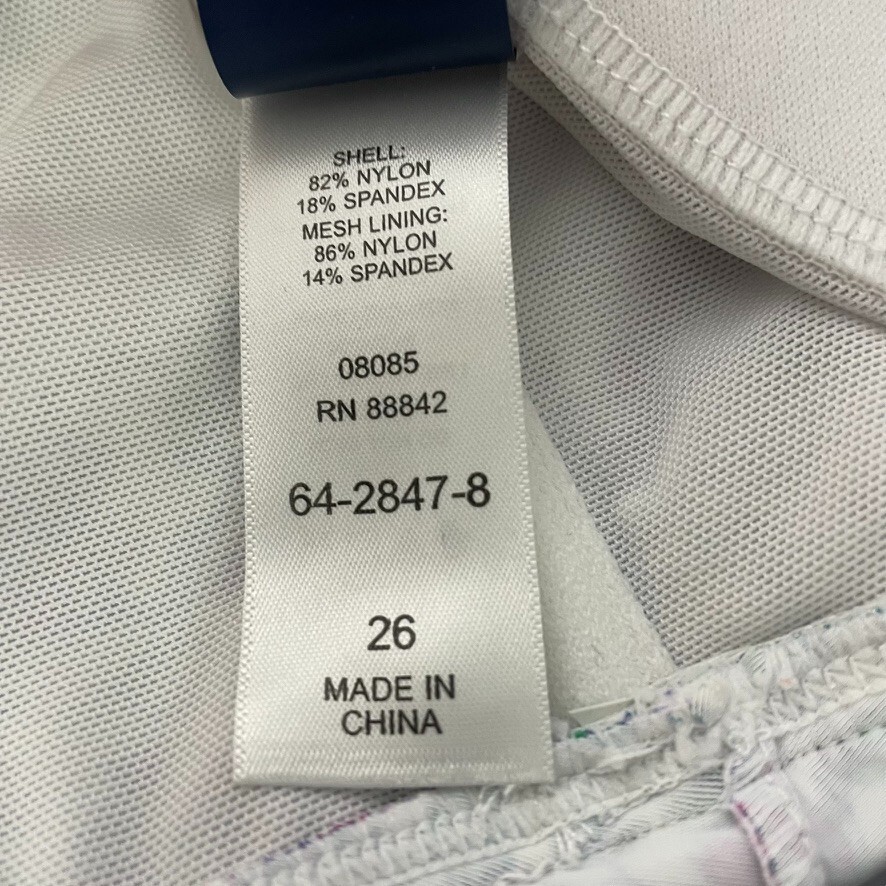 SHELL:
82% NYLON
18% SPANDEX
MESH LINING:
86% NYLON
14% SPANDEX
08085
RN 88842
64-2847-8
26
MADE IN
CHINA